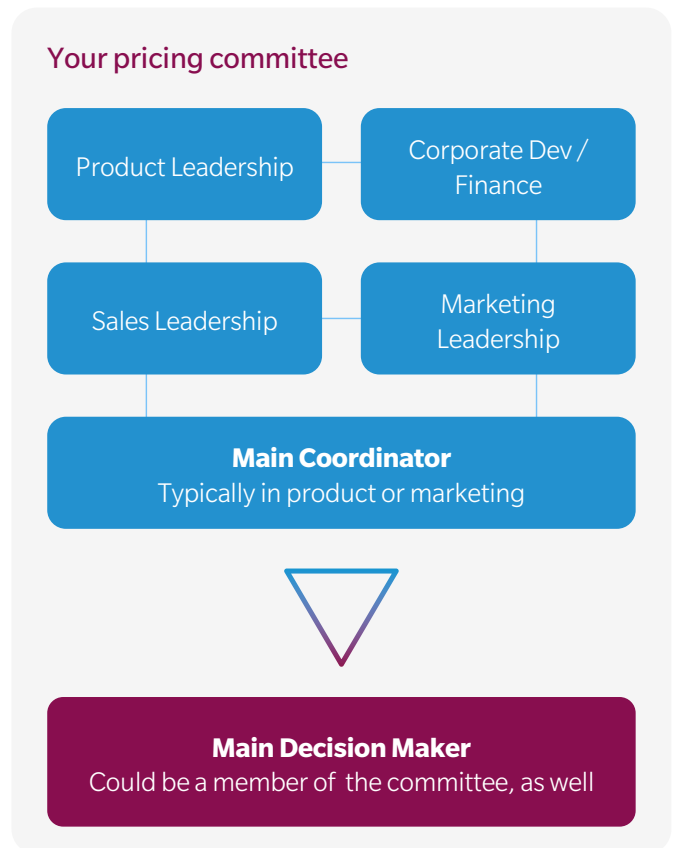 Your pricing committee
Product Leadership
Corporate Dev /
Finance
Sales Leadership
Marketing
Leadership
Main Coordinator
Typically in product or marketing
Main Decision Maker
Could be a member of the committee, as well